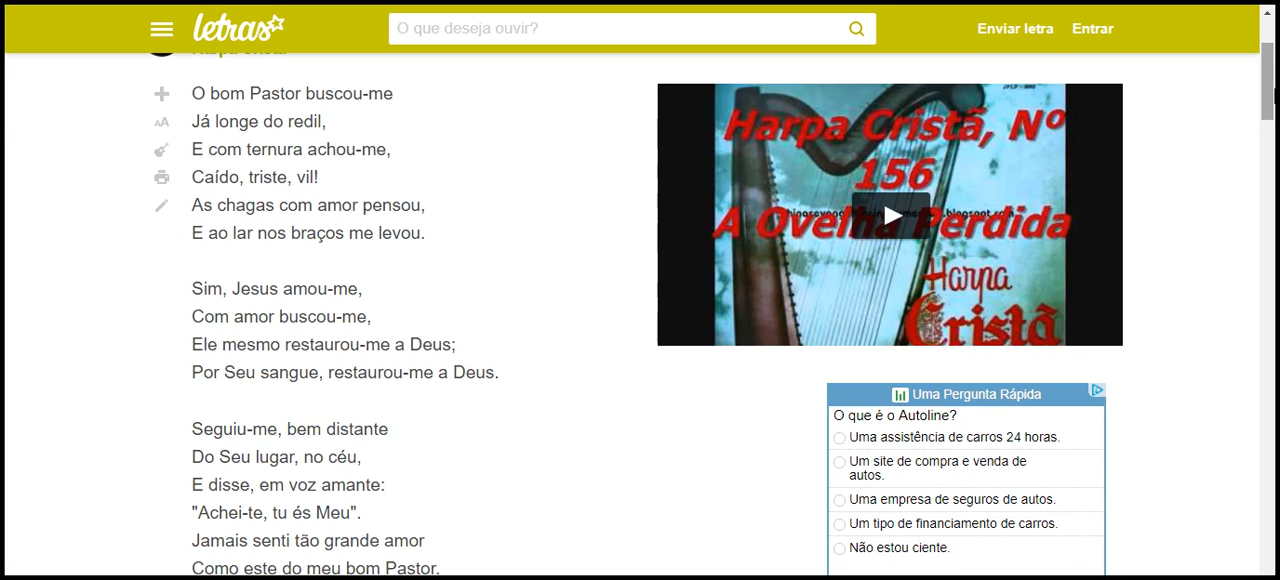 letras
O que deseja ouvir?
Enviar letra
Entrar
Harpa Cristã
O bom Pastor buscou-me
Já longe do redil,
E com ternura achou-me,
Caído, triste, vil!
As chagas com amor pensou,
E ao lar nos braços me levou.
Sim, Jesus amou-me,
Com amor buscou-me,
Ele mesmo restaurou-me a Deus;
Por Seu sangue, restaurou-me a Deus.
Seguiu-me, bem distante
Do Seu lugar, no céu,
E disse, em voz amante:
"Achei-te, tu és Meu".
Jamais senti tão grande amor
Como este do meu bom Pastor.
AA
Harpa Cristã, Nº
156
A Ovelha Perdida
Harpa
Cristã
Uma Pergunta Rápida
O que é o Autoline?
Uma assistência de carros 24 horas.
Um site de compra e venda de
autos.
Uma empresa de seguros de autos.
Um tipo de financiamento de carros.
Não estou ciente.